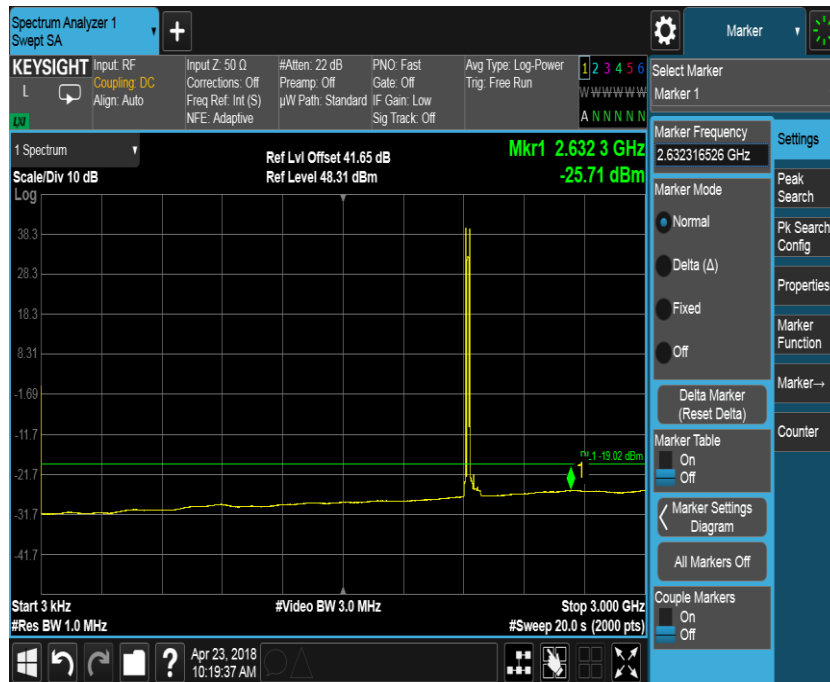 Spectrum Analyzer 1
Swept SA
+
Marker
KEYSIGHT
L
LXI
Input: RF
Coupling: DC
Align: Auto
Input Z: 50 Ω
Corrections: Off
Freq Ref: Int (S)
NFE: Adaptive
#Atten: 22 dB
Preamp: Off
µW Path: Standard
PNO: Fast
Gate: Off
IF Gain: Low
Sig Track: Off
Avg Type: Log-Power
Trig: Free Run
1 2 3 4 5 6
W W W W W W
A N N N N N
Select Marker
Marker 1
1 Spectrum
Scale/Div 10 dB
Log
Ref Lvl Offset 41.65 dB
Ref Level 48.31 dBm
Mkr1 2.632 3 GHz
-25.71 dBm
38.3
28.3
18.3
8.31
-1.69
-11.7
-21.7
-31.7
-41.7
-19.02 dBm
1
Start 3 kHz
#Res BW 1.0 MHz
#Video BW 3.0 MHz
Stop 3.000 GHz
#Sweep 20.0 s (2000 pts)
Marker Frequency
2.632316526 GHz
Marker Mode
Normal
Delta (Δ)
Fixed
Off
Delta Marker
(Reset Delta)
Marker Table
On
Off
Marker Settings
Diagram
All Markers Off
Couple Markers
On
Off
Settings
Peak
Search
Pk Search
Config
Properties
Marker
Function
Marker→
Counter
?
Apr 23, 2018
10:19:37 AM